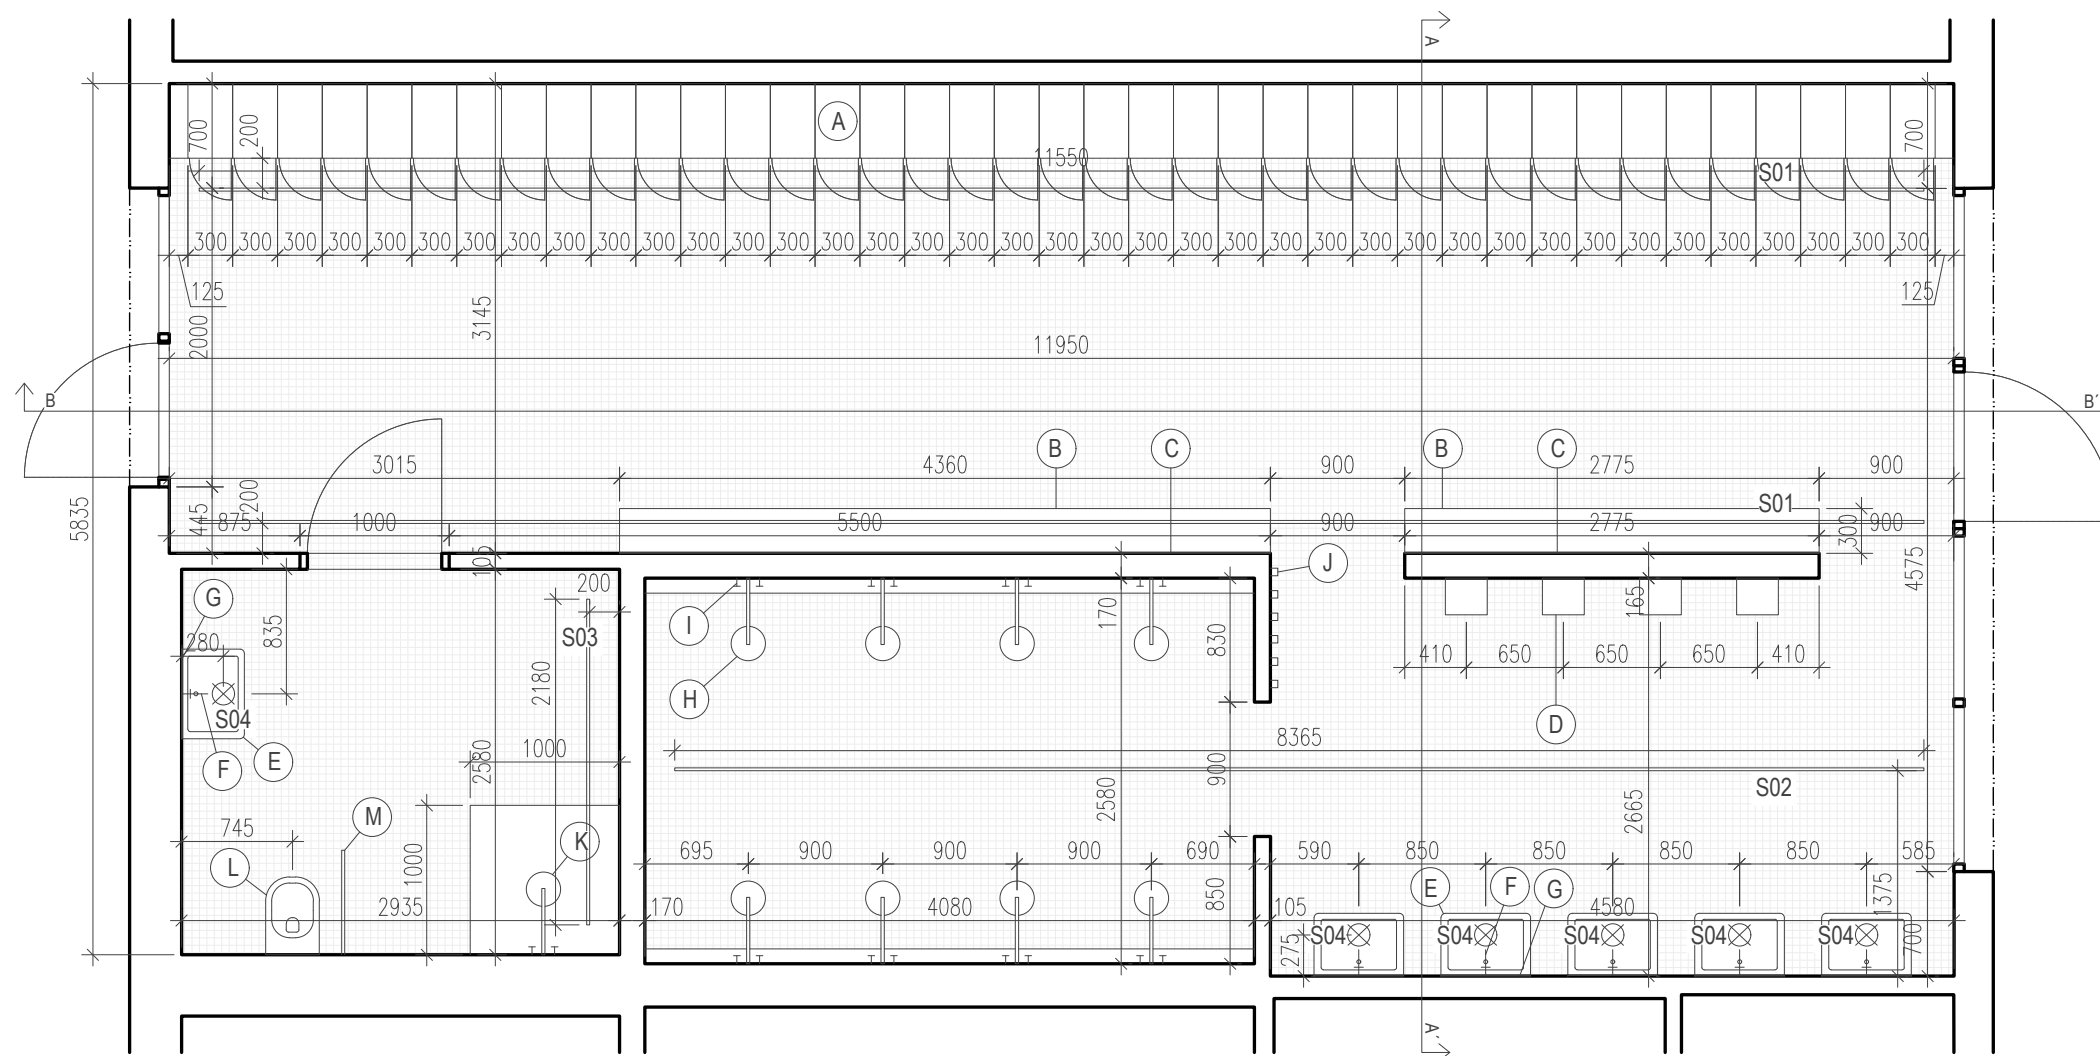 A
A
700
200
11550
S01
700
300 300 300 300 300 300 300 300 300 300 300 300 300 300 300 300 300 300 300 300 300 300 300 300 300 300 300 300 300 300 300 300 300 300 300 300 300 300 300
125
125
2000
3145
11950
B
B'
3015
4360
B
C
900
B
C
2775
900
5835
445
200
875
1000
5500
900
S01
2775
300
900
105
J
4575
G
200
S03
I
170
830
165
280
835
2180
H
410
650
650
650
410
S04
F
E
2580
1000
8365
D
900
2580
S02
2665
745
M
K
1000
695
900
900
900
690
590
850
850
850
850
585
L
2935
170
4080
850
105
E
F
G
4580
1375
275
S04
S04
S04
S04
S04
700
A'